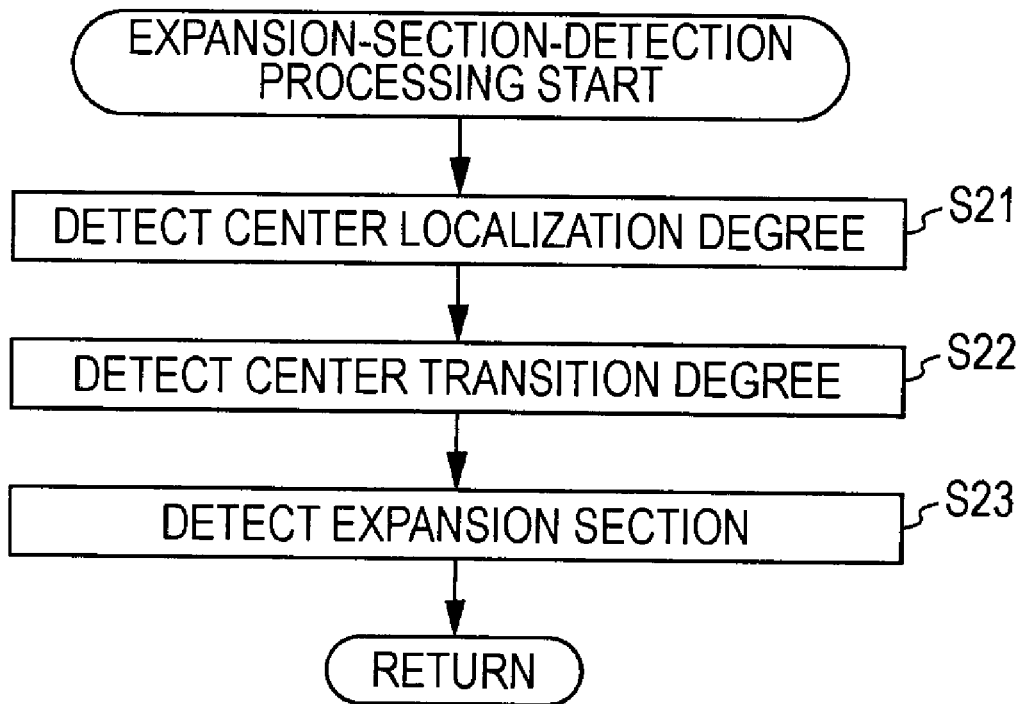 EXPANSION-SECTION-DETECTION
PROCESSING START
DETECT CENTER LOCALIZATION DEGREE
S21
DETECT CENTER TRANSITION DEGREE
S22
DETECT EXPANSION SECTION
S23
RETURN